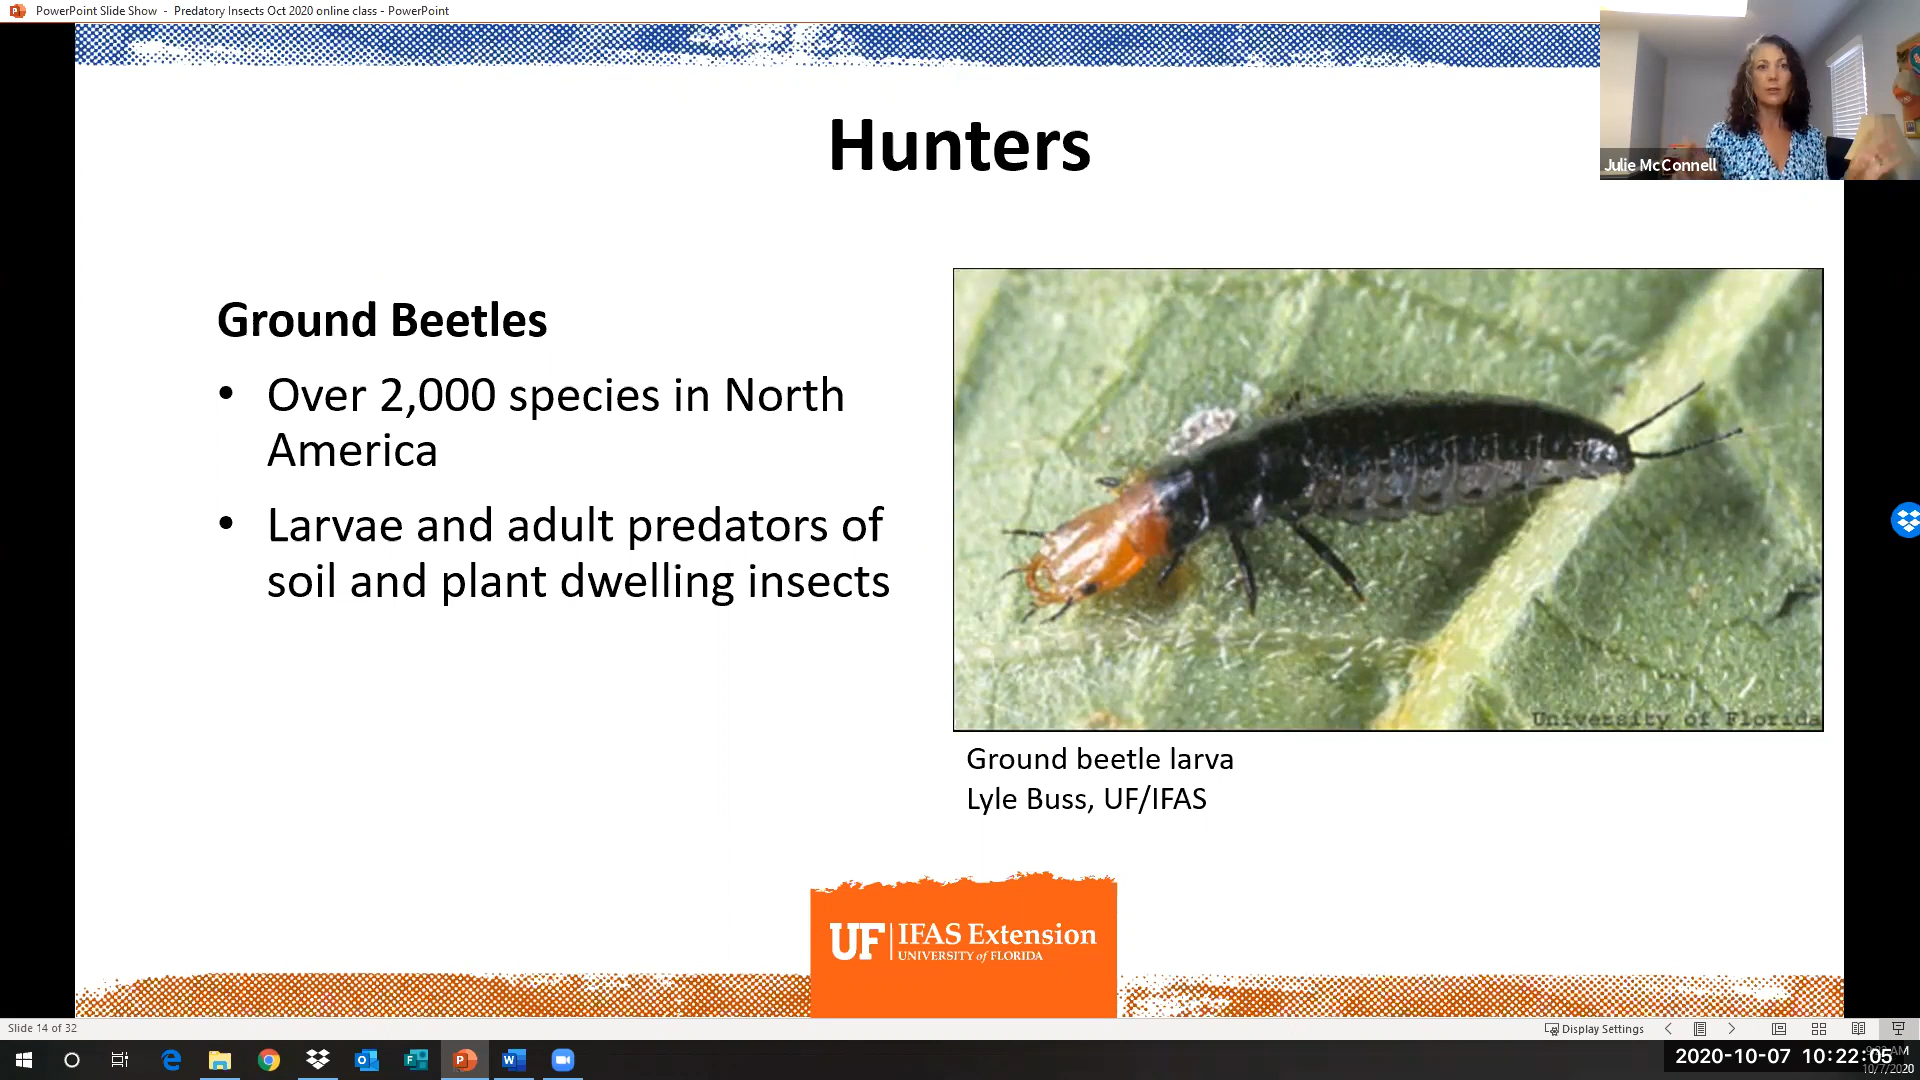 PowerPoint Slide Show - Predatory Insects Oct 2020 online class - PowerPoint
Julie McConnell
Hunters
Ground Beetles
• Over 2,000 species in North
America
• Larvae and adult predators of
soil and plant dwelling insects
University of Florida
Ground beetle larva
Lyle Buss, UF/IFAS
UF IFAS Extension
UNIVERSITY of FLORIDA
Slide 14 of 32
Display Settings
2020-10-07 10:22:05
10/7/2020